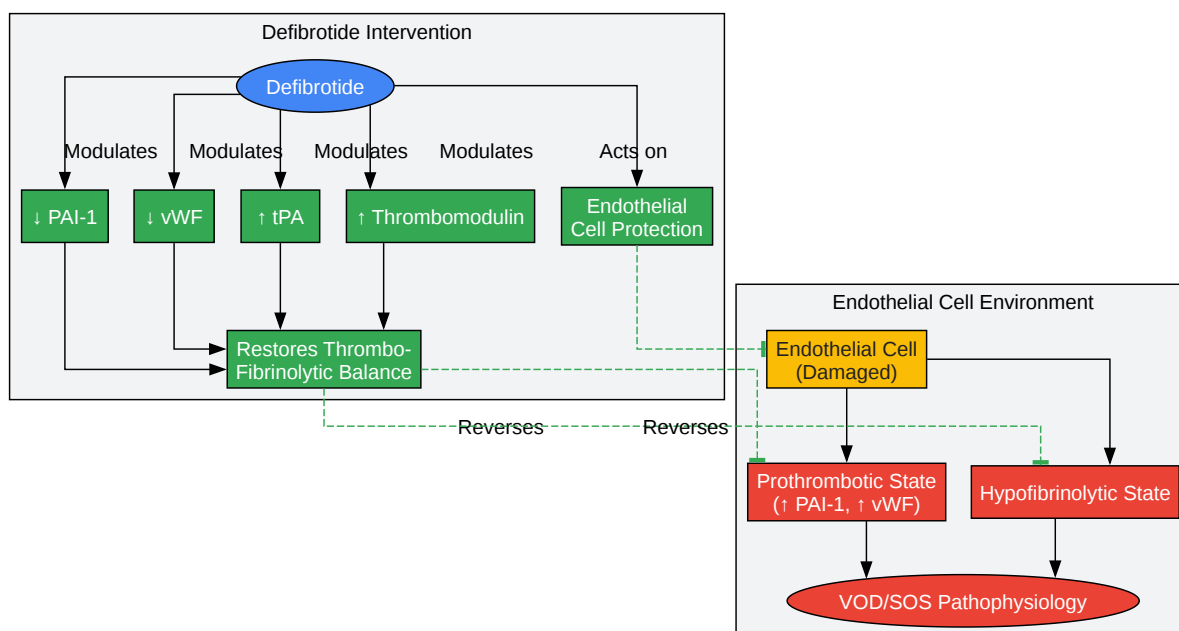 Defibrotide Intervention
Defibrotide
Modulates
Modulates
Modulates
Modulates
Acts on
↓ PAI-1
↓ vWF
↑ tPA
↑ Thrombomodulin
Endothelial
Cell Protection
Restores Thrombo-
Fibrinolytic Balance
Endothelial Cell Environment
Endothelial Cell
(Damaged)
Reverses
Reverses
Prothrombotic State
(↑ PAI-1, ↑ vWF)
Hypofibrinolytic State
VOD/SOS Pathophysiology